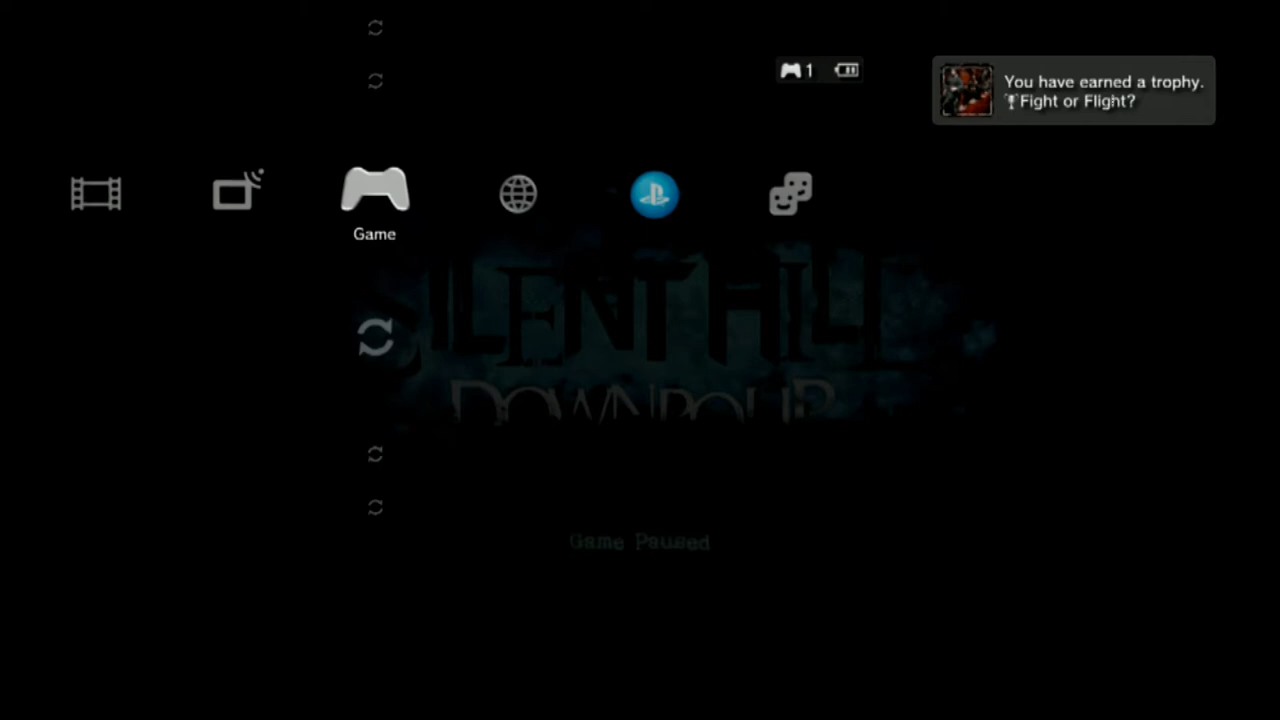 1
You have earned a trophy.
Fight or Flight?
Game
SILENT HILL
DOWNPOUR
Game Paused